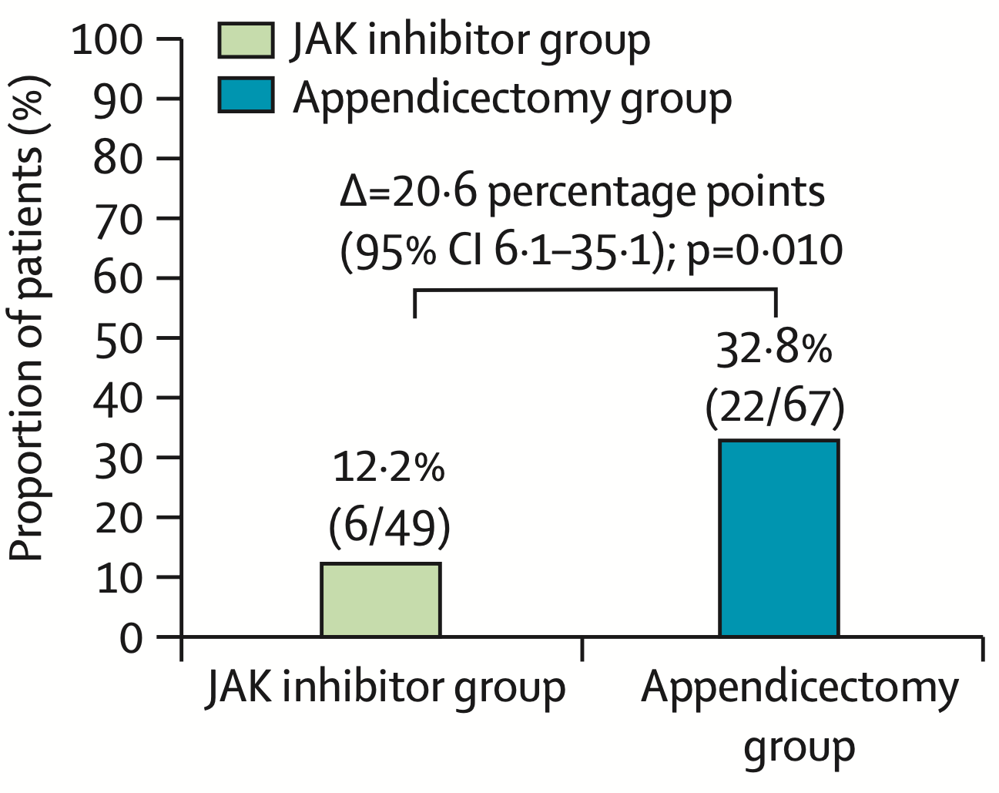 JAK inhibitor group
Appendicectomy group
Proportion of patients (%)
100
90
80
70
60
50
40
30
20
10
0
Δ=20·6 percentage points
(95% CI 6·1–35·1); p=0·010
32·8%
(22/67)
12·2%
(6/49)
JAK inhibitor group
Appendicectomy
group